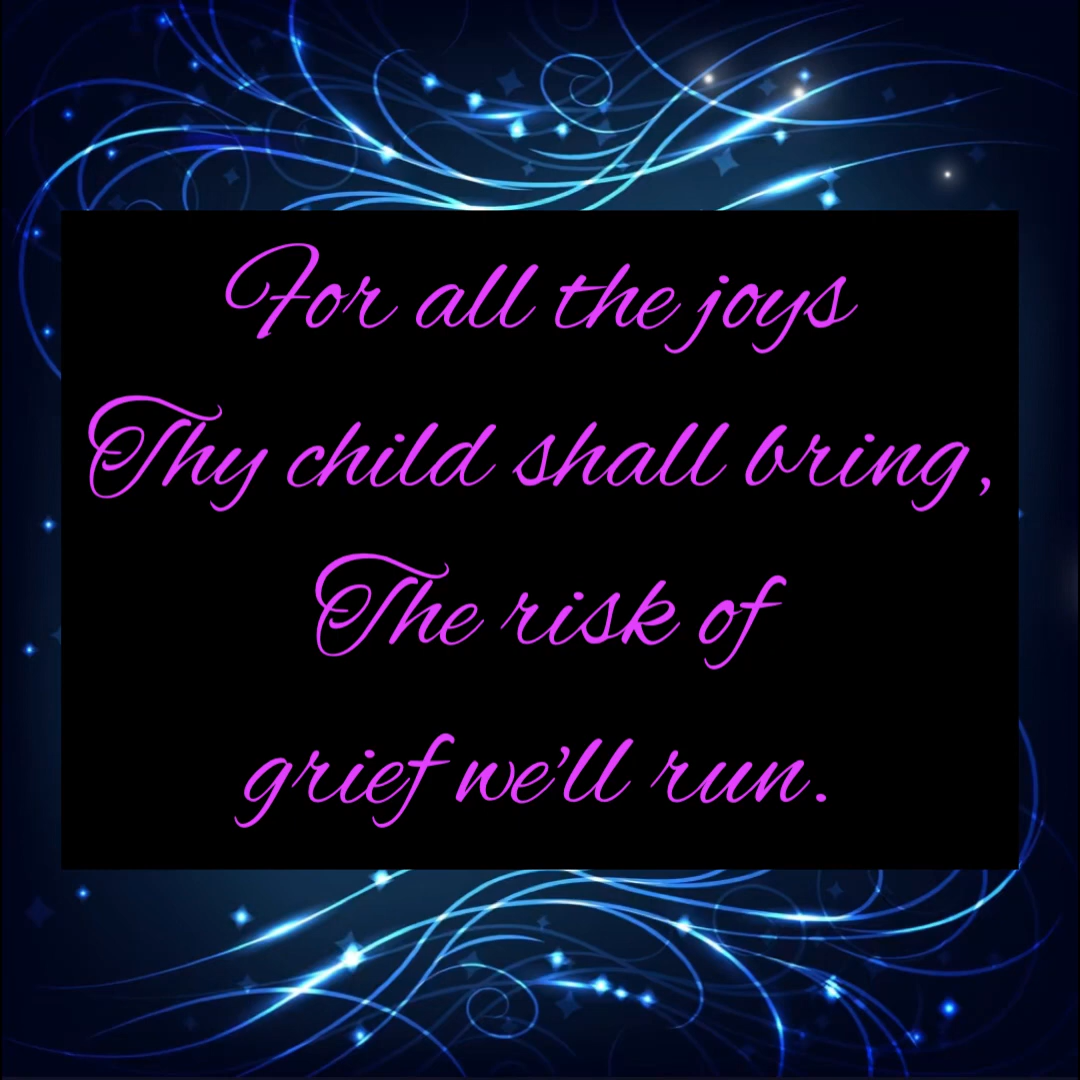 For all the joys
Thy child shall bring,
The risk of
grief we'll run.